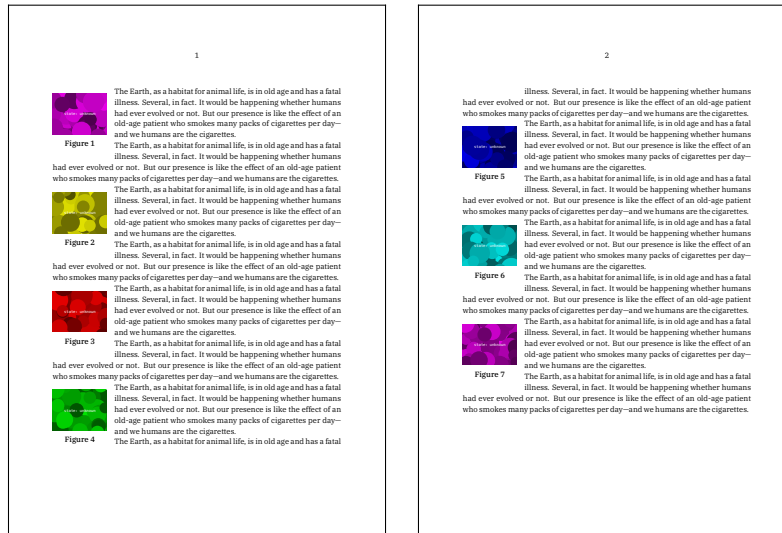 1
The Earth, as a habitat for animal life, is in old age and has a fatal
illness. Several, in fact. It would be happening whether humans
had ever evolved or not. But our presence is like the effect of an
old-age patient who smokes many packs of cigarettes per day—
and we humans are the cigarettes.
state: unknown
Figure 1
The Earth, as a habitat for animal life, is in old age and has a fatal
illness. Several, in fact. It would be happening whether humans
had ever evolved or not. But our presence is like the effect of an old-age patient
who smokes many packs of cigarettes per day—and we humans are the cigarettes.
The Earth, as a habitat for animal life, is in old age and has a fatal
illness. Several, in fact. It would be happening whether humans
had ever evolved or not. But our presence is like the effect of an
old-age patient who smokes many packs of cigarettes per day—
and we humans are the cigarettes.
state: unknown
Figure 2
The Earth, as a habitat for animal life, is in old age and has a fatal
illness. Several, in fact. It would be happening whether humans
had ever evolved or not. But our presence is like the effect of an old-age patient
who smokes many packs of cigarettes per day—and we humans are the cigarettes.
The Earth, as a habitat for animal life, is in old age and has a fatal
illness. Several, in fact. It would be happening whether humans
had ever evolved or not. But our presence is like the effect of an
old-age patient who smokes many packs of cigarettes per day—
and we humans are the cigarettes.
state: unknown
Figure 3
The Earth, as a habitat for animal life, is in old age and has a fatal
illness. Several, in fact. It would be happening whether humans
had ever evolved or not. But our presence is like the effect of an old-age patient
who smokes many packs of cigarettes per day—and we humans are the cigarettes.
The Earth, as a habitat for animal life, is in old age and has a fatal
illness. Several, in fact. It would be happening whether humans
had ever evolved or not. But our presence is like the effect of an
old-age patient who smokes many packs of cigarettes per day—
and we humans are the cigarettes.
state: unknown
Figure 4
The Earth, as a habitat for animal life, is in old age and has a fatal
2
illness. Several, in fact. It would be happening whether humans
had ever evolved or not. But our presence is like the effect of an old-age patient
who smokes many packs of cigarettes per day—and we humans are the cigarettes.
The Earth, as a habitat for animal life, is in old age and has a fatal
illness. Several, in fact. It would be happening whether humans
had ever evolved or not. But our presence is like the effect of an
old-age patient who smokes many packs of cigarettes per day—
and we humans are the cigarettes.
state: unknown
Figure 5
The Earth, as a habitat for animal life, is in old age and has a fatal
illness. Several, in fact. It would be happening whether humans
had ever evolved or not. But our presence is like the effect of an old-age patient
who smokes many packs of cigarettes per day—and we humans are the cigarettes.
The Earth, as a habitat for animal life, is in old age and has a fatal
illness. Several, in fact. It would be happening whether humans
had ever evolved or not. But our presence is like the effect of an
old-age patient who smokes many packs of cigarettes per day—
and we humans are the cigarettes.
state: unknown
Figure 6
The Earth, as a habitat for animal life, is in old age and has a fatal
illness. Several, in fact. It would be happening whether humans
had ever evolved or not. But our presence is like the effect of an old-age patient
who smokes many packs of cigarettes per day—and we humans are the cigarettes.
The Earth, as a habitat for animal life, is in old age and has a fatal
illness. Several, in fact. It would be happening whether humans
had ever evolved or not. But our presence is like the effect of an
old-age patient who smokes many packs of cigarettes per day—
and we humans are the cigarettes.
state: unknown
Figure 7
The Earth, as a habitat for animal life, is in old age and has a fatal
illness. Several, in fact. It would be happening whether humans
had ever evolved or not. But our presence is like the effect of an old-age patient
who smokes many packs of cigarettes per day—and we humans are the cigarettes.